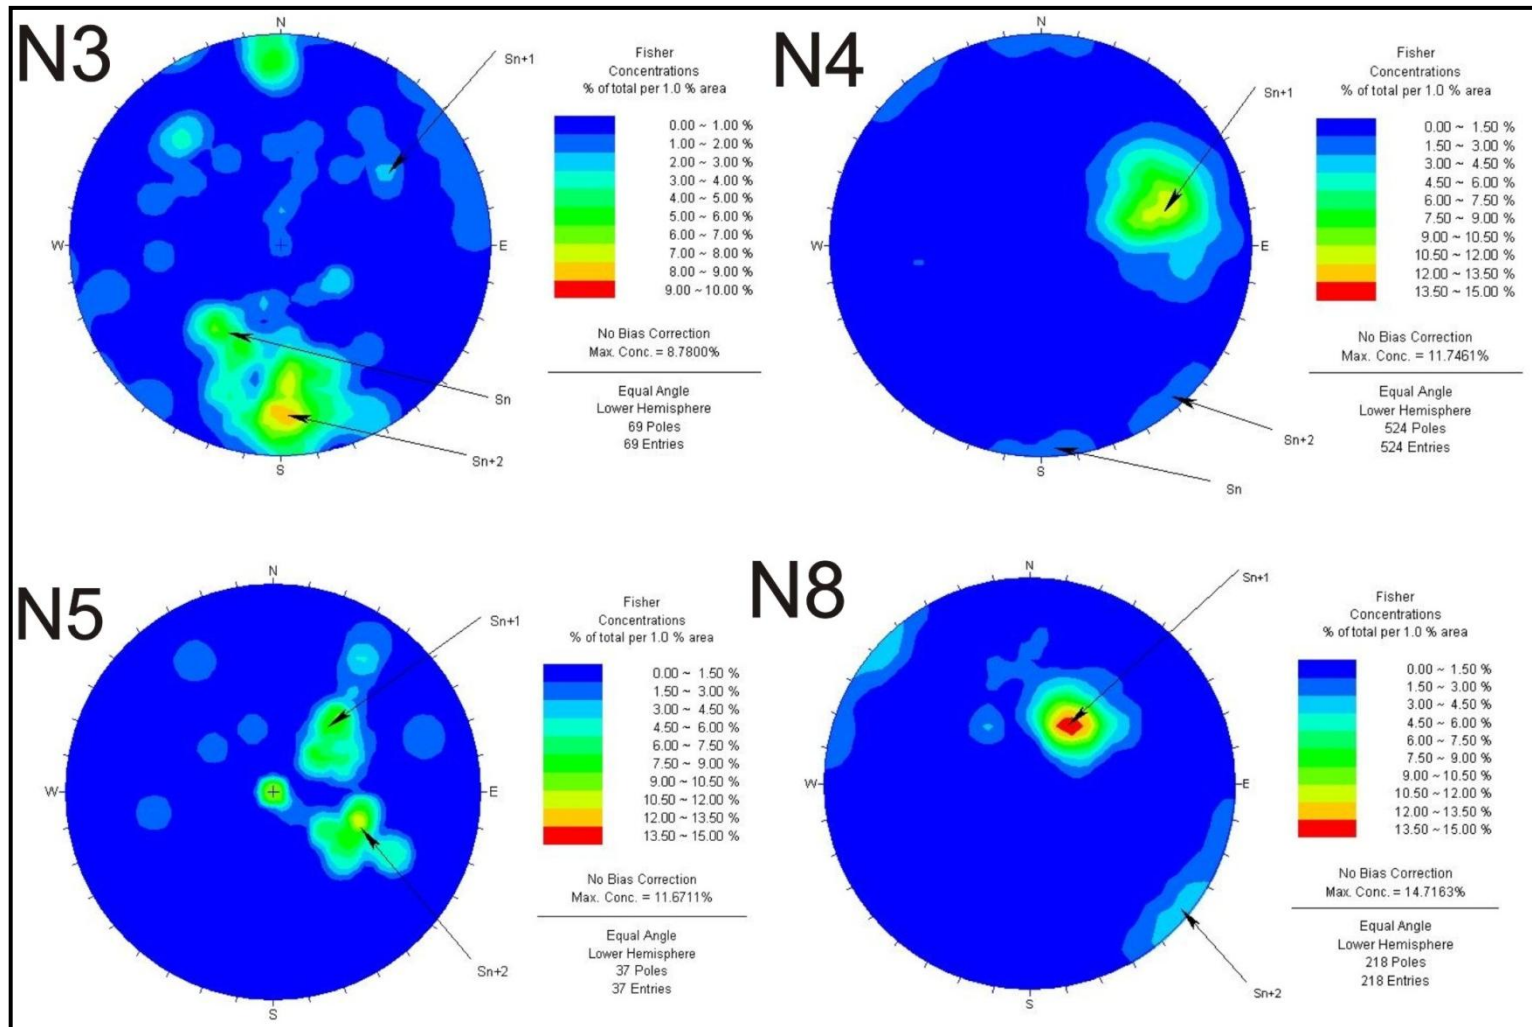 N3
N
W
E
S
Sn+1
Sn
Sn+2
Fisher
Concentrations
% of total per 1.0 % area
0.00 ~ 1.00 %
1.00 ~ 2.00 %
2.00 ~ 3.00 %
3.00 ~ 4.00 %
4.00 ~ 5.00 %
5.00 ~ 6.00 %
6.00 ~ 7.00 %
7.00 ~ 8.00 %
8.00 ~ 9.00 %
9.00 ~ 10.00 %
No Bias Correction
Max. Conc. = 8.7800%
Equal Angle
Lower Hemisphere
69 Poles
69 Entries
N4
N
W
E
S
Sn+1
Sn+2
Sn
Fisher
Concentrations
% of total per 1.0 % area
0.00 ~ 1.50 %
1.50 ~ 3.00 %
3.00 ~ 4.50 %
4.50 ~ 6.00 %
6.00 ~ 7.50 %
7.50 ~ 9.00 %
9.00 ~ 10.50 %
10.50 ~ 12.00 %
12.00 ~ 13.50 %
13.50 ~ 15.00 %
No Bias Correction
Max. Conc. = 11.7461%
Equal Angle
Lower Hemisphere
524 Poles
524 Entries
N5
N
W
E
S
Sn+1
Sn+2
Fisher
Concentrations
% of total per 1.0 % area
0.00 ~ 1.50 %
1.50 ~ 3.00 %
3.00 ~ 4.50 %
4.50 ~ 6.00 %
6.00 ~ 7.50 %
7.50 ~ 9.00 %
9.00 ~ 10.50 %
10.50 ~ 12.00 %
12.00 ~ 13.50 %
13.50 ~ 15.00 %
No Bias Correction
Max. Conc. = 11.6711%
Equal Angle
Lower Hemisphere
37 Poles
37 Entries
N8
N
W
E
S
Sn+1
Sn+2
Fisher
Concentrations
% of total per 1.0 % area
0.00 ~ 1.50 %
1.50 ~ 3.00 %
3.00 ~ 4.50 %
4.50 ~ 6.00 %
6.00 ~ 7.50 %
7.50 ~ 9.00 %
9.00 ~ 10.50 %
10.50 ~ 12.00 %
12.00 ~ 13.50 %
13.50 ~ 15.00 %
No Bias Correction
Max. Conc. = 14.7163%
Equal Angle
Lower Hemisphere
218 Poles
218 Entries